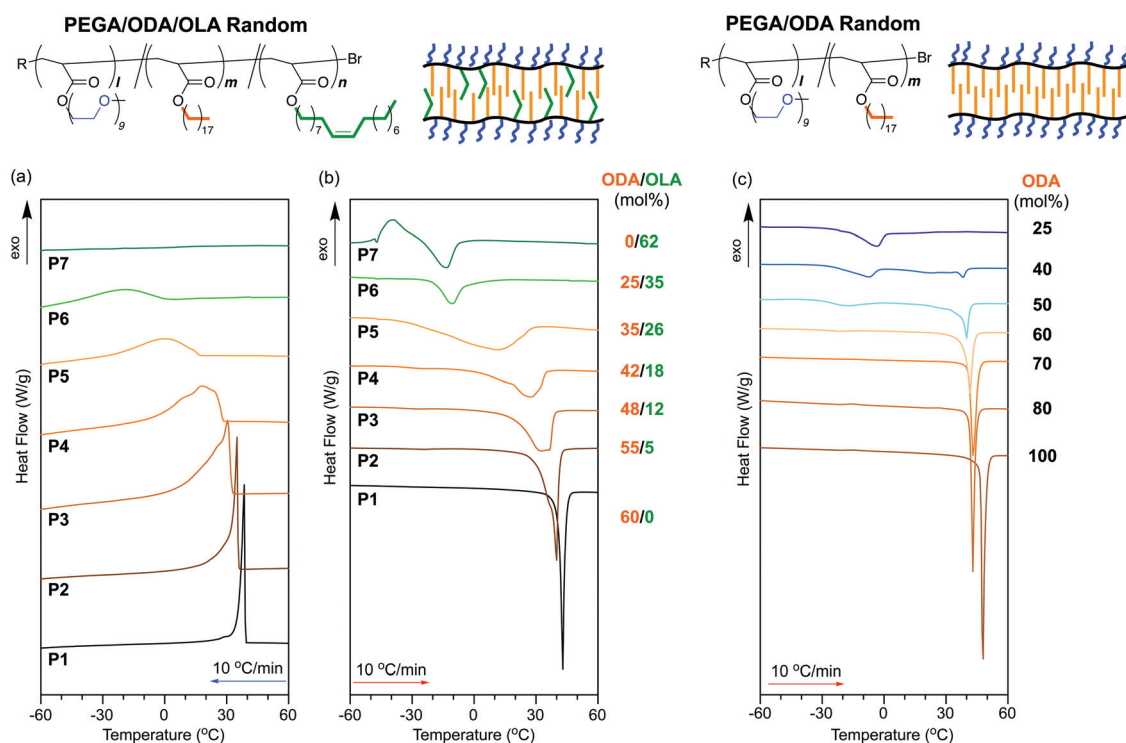 PEGA/ODA/OLA Random
PEGA/ODA Random
R
l
m
n
Br
O
O
O
O
O
O
O
9
17
7
6
R
l
m
Br
O
O
O
O
O
9
17
(a)
exo
Heat Flow (W/g)
P7
P6
P5
P4
P3
P2
P1
10 °C/min
-60 -30 0 30 60
Temperature (°C)
(b)
P7
P6
P5
P4
P3
P2
P1
10 °C/min
-60 -30 0 30 60
Temperature (°C)
ODA/OLA
(mol%)
0/62
25/35
35/26
42/18
48/12
55/5
60/0
(c)
exo
Heat Flow (W/g)
10 °C/min
-60 -30 0 30 60
Temperature (°C)
ODA
(mol%)
25
40
50
60
70
80
100